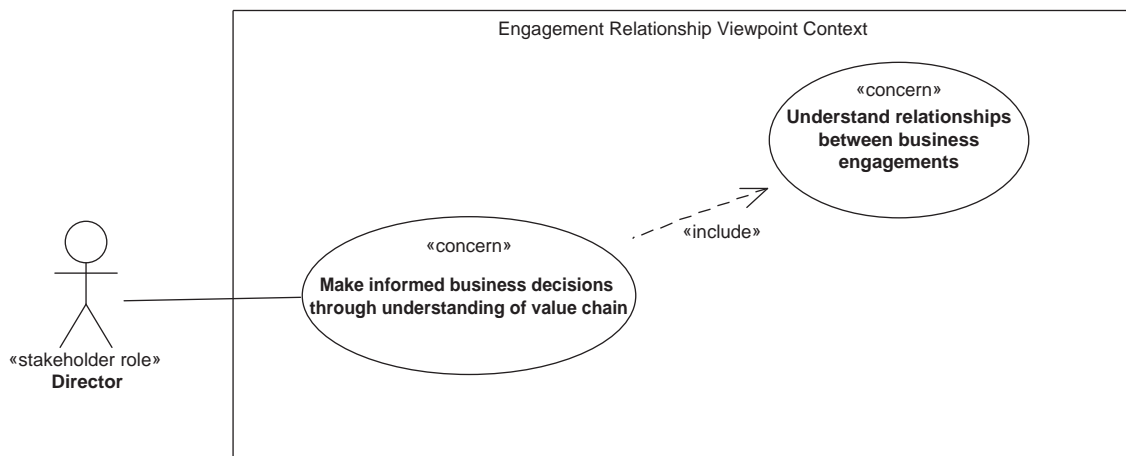 Engagement Relationship Viewpoint Context
«concern»
Understand relationships
between business
engagements
«include»
«concern»
Make informed business decisions
through understanding of value chain
«stakeholder role»
Director